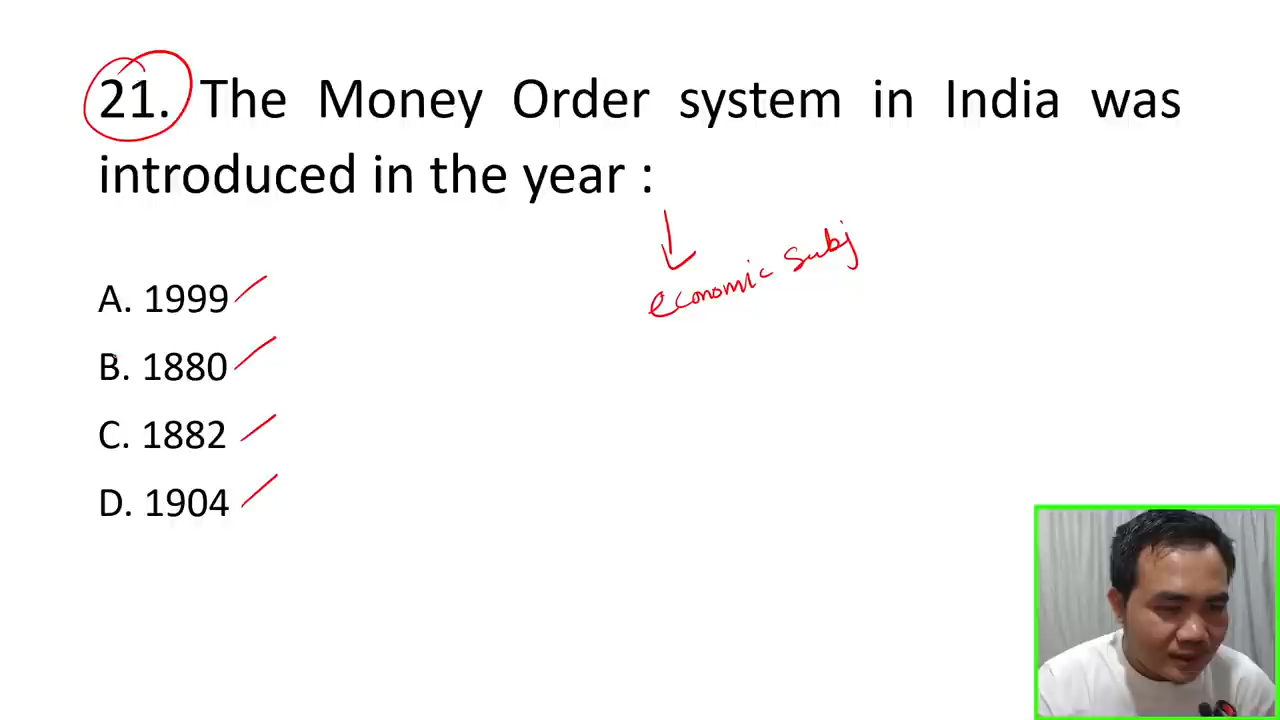 21. The Money Order system in India was
introduced in the year :
economic subj
A. 1999
B. 1880
C. 1882
D. 1904